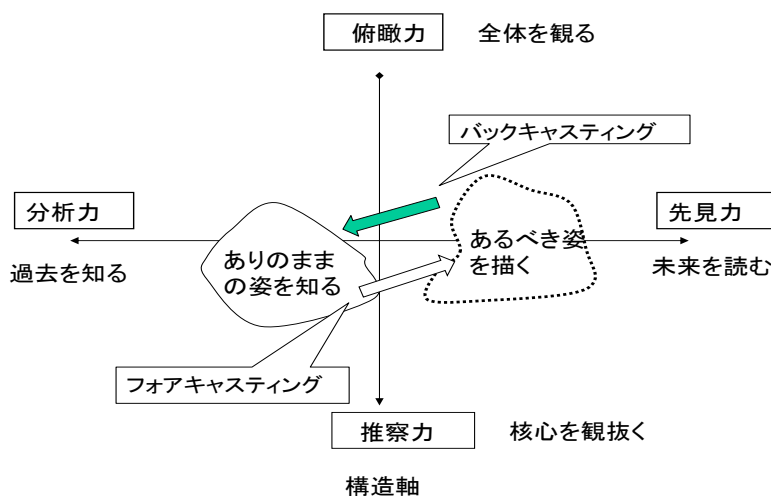 俯瞰力 全体を観る
バックキャスティング
分析力
先見力
過去を知る
ありのまま
の姿を知る
あるべき姿
を描く
未来を読む
フォアキャスティング
推察力 核心を観抜く
構造軸